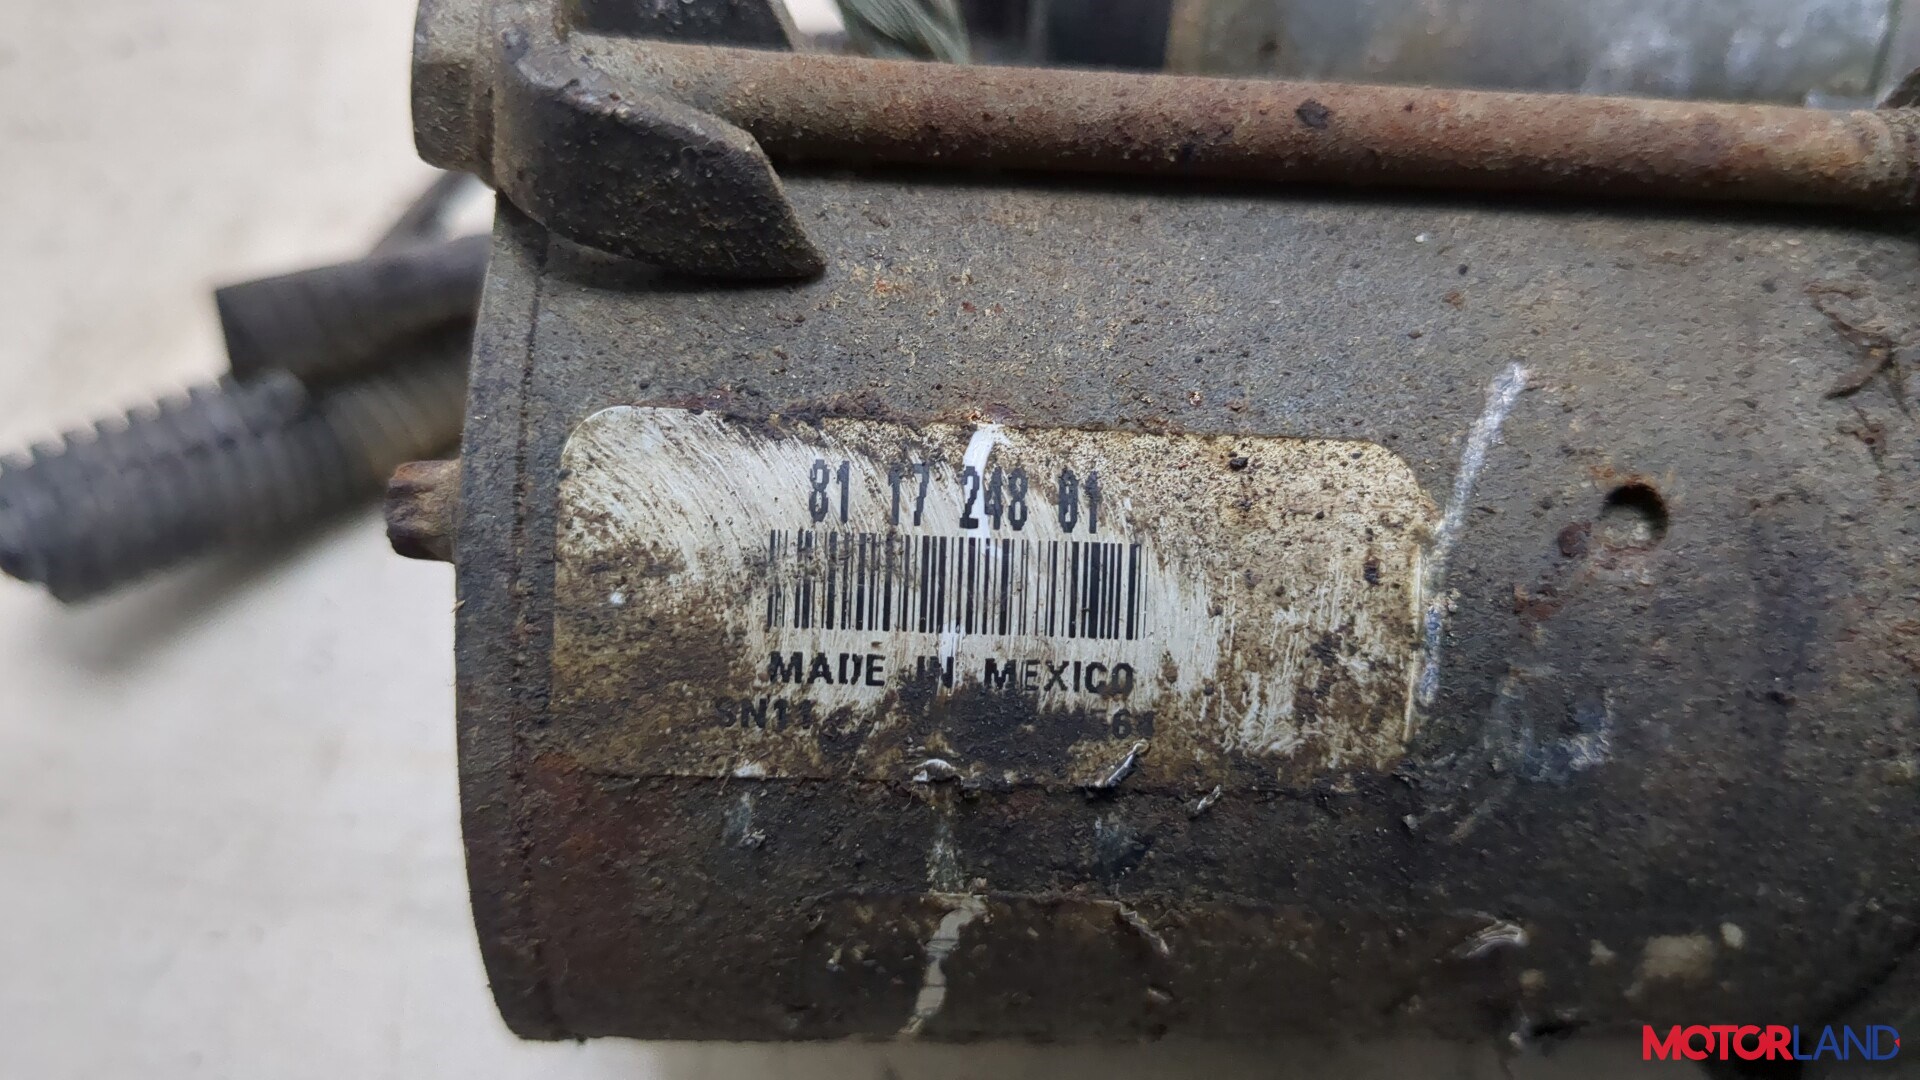 81 17 248 01
MADE IN MEXICO
MOTORLAND